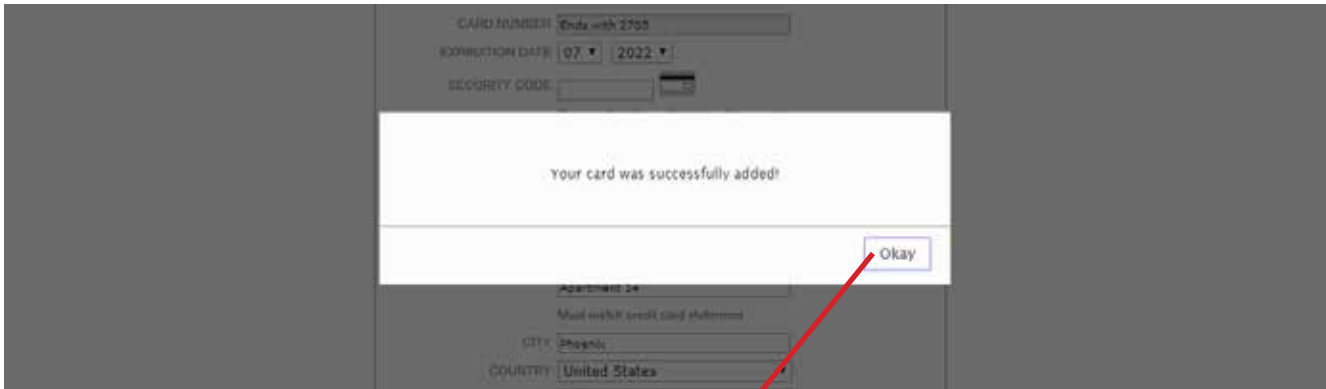 CARD NUMBER Ends with 2705
EXPIRATION DATE 07 2022
SECURITY CODE
Your card was successfully added!
Okay
Apartment 14
Must match credit card statement
CITY Phoenix
COUNTRY United States